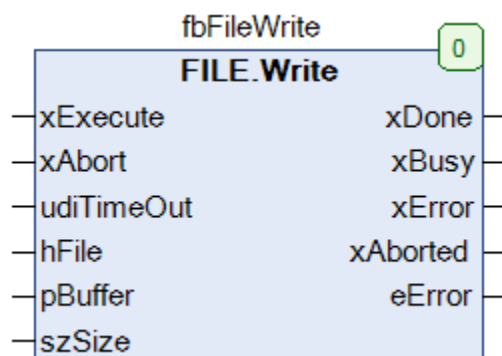 fbFileWrite
0
FILE.Write
xExecute xDone
xAbort xBusy
udiTimeOut xError
hFile xAborted
pBuffer eError
szSize